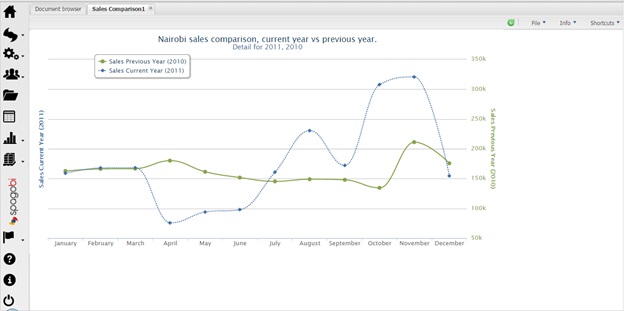 Document browser
Sales Comparison1
File
Info
Shortcuts
Nairobi sales comparison, current year vs previous year.
Detail for 2011, 2010
Sales Previous Year (2010)
Sales Current Year (2011)
Sales Current Year (2011)
350k
300k
250k
200k
150k
100k
50k
Sales Previous Year (2010)
January February March April May June July August September October November December
spagobi